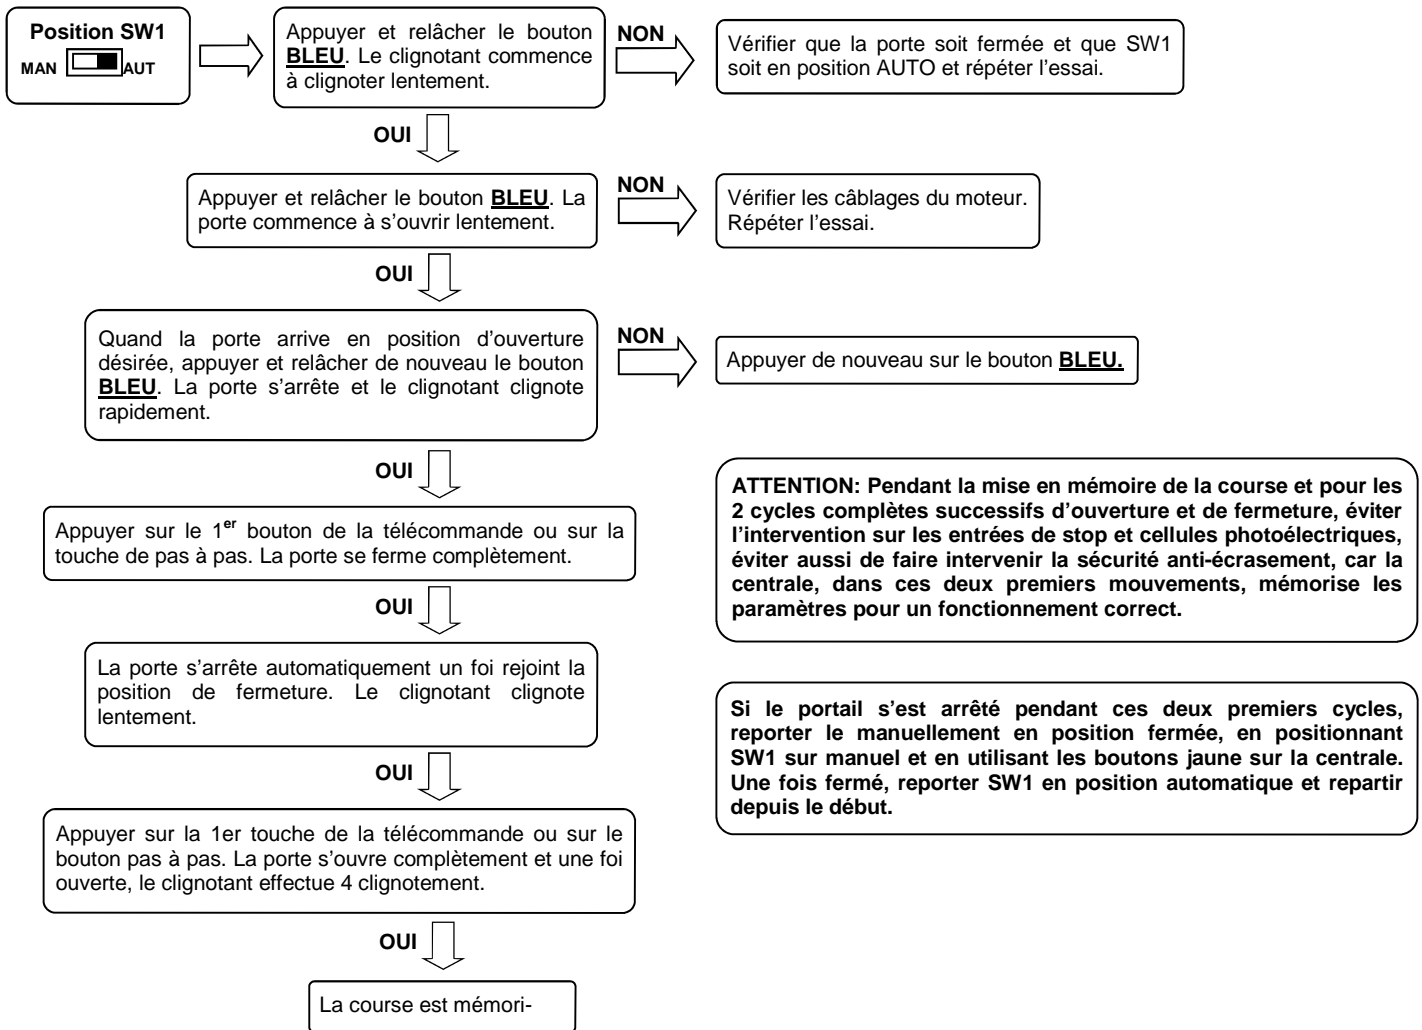 Position SW1
MAN AUT
Appuyer et relâcher le bouton
BLEU. Le clignotant commence
à clignoter lentement.
NON
Vérifier que la porte soit fermée et que SW1
soit en position AUTO et répéter l’essai.
OUI
Appuyer et relâcher le bouton BLEU. La
porte commence à s’ouvrir lentement.
NON
Vérifier les câblages du moteur.
Répéter l’essai.
OUI
Quand la porte arrive en position d’ouverture
désirée, appuyer et relâcher de nouveau le bouton
BLEU. La porte s’arrête et le clignotant clignote
rapidement.
NON
Appuyer de nouveau sur le bouton BLEU.
OUI
Appuyer sur le 1er bouton de la télécommande ou sur la
touche de pas à pas. La porte se ferme complètement.
OUI
La porte s’arrête automatiquement un foi rejoint la
position de fermeture. Le clignotant clignote
lentement.
OUI
Appuyer sur la 1er touche de la télécommande ou sur le
bouton pas à pas. La porte s’ouvre complètement et une foi
ouverte, le clignotant effectue 4 clignotement.
OUI
La course est mémori-
ATTENTION: Pendant la mise en mémoire de la course et pour les
2 cycles complètes successifs d’ouverture et de fermeture, éviter
l’intervention sur les entrées de stop et cellules photoélectriques,
éviter aussi de faire intervenir la sécurité anti-écrasement, car la
centrale, dans ces deux premiers mouvements, mémorise les
paramètres pour un fonctionnement correct.
Si le portail s’est arrêté pendant ces deux premiers cycles,
reporter le manuellement en position fermée, en positionnant
SW1 sur manuel et en utilisant les boutons jaune sur la centrale.
Une fois fermé, reporter SW1 en position automatique et repartir
depuis le début.